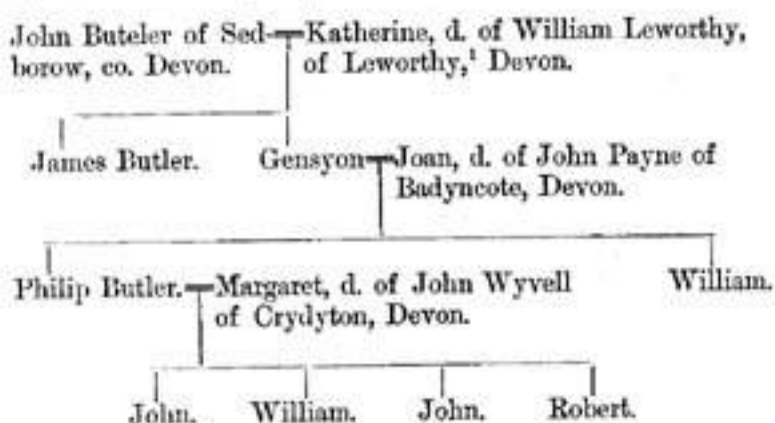 John Buteler of Sed-
borow, co. Devon.
Katherine, d. of William Leworthy,
of Leworthy,¹ Devon.
James Butler.
Gensyon
Joan, d. of John Payne of
Badyncote, Devon.
Philip Butler.
Margaret, d. of John Wyvell
of Crydyton, Devon.
William.
John.
William.
John.
Robert.